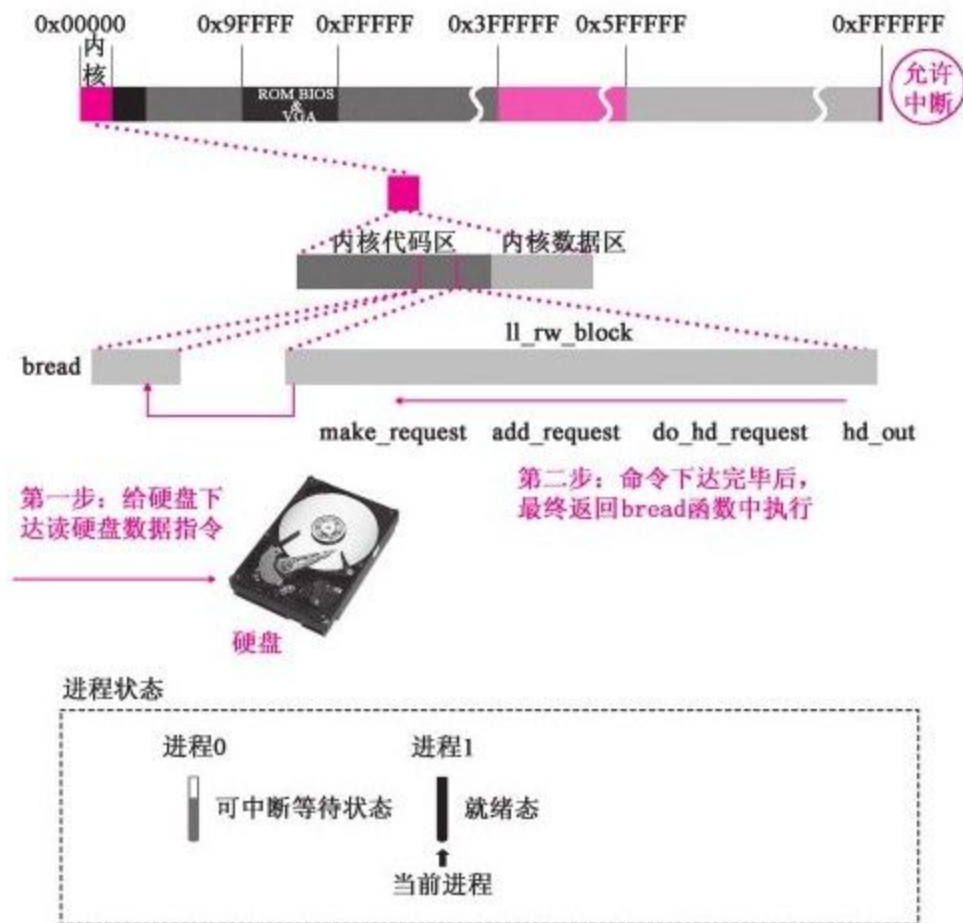 0x00000 0x9FFFF 0xFFFFF 0x3FFFFF 0x5FFFFF 0xFFFFFF
内核
ROM BIOS
&
VGA
允许
中断
内核代码区 内核数据区
ll_rw_block
bread
make_request add_request do_hd_request hd_out
第一步：给硬盘下
达读硬盘数据指令
第二步：命令下达完毕后，
最终返回bread函数中执行
硬盘
进程状态
进程0 进程1
可中断等待状态 就绪态
当前进程